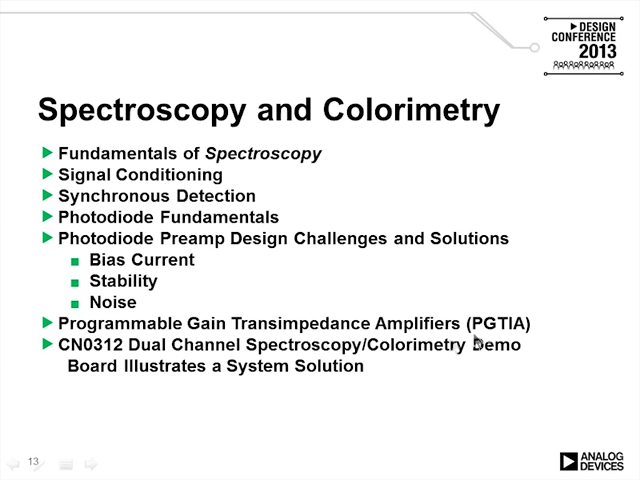 DESIGN
CONFERENCE
2013
Spectroscopy and Colorimetry
Fundamentals of Spectroscopy
Signal Conditioning
Synchronous Detection
Photodiode Fundamentals
Photodiode Preamp Design Challenges and Solutions
Bias Current
Stability
Noise
Programmable Gain Transimpedance Amplifiers (PGTIA)
CN0312 Dual Channel Spectroscopy/Colorimetry Demo
Board Illustrates a System Solution
13
ANALOG
DEVICES